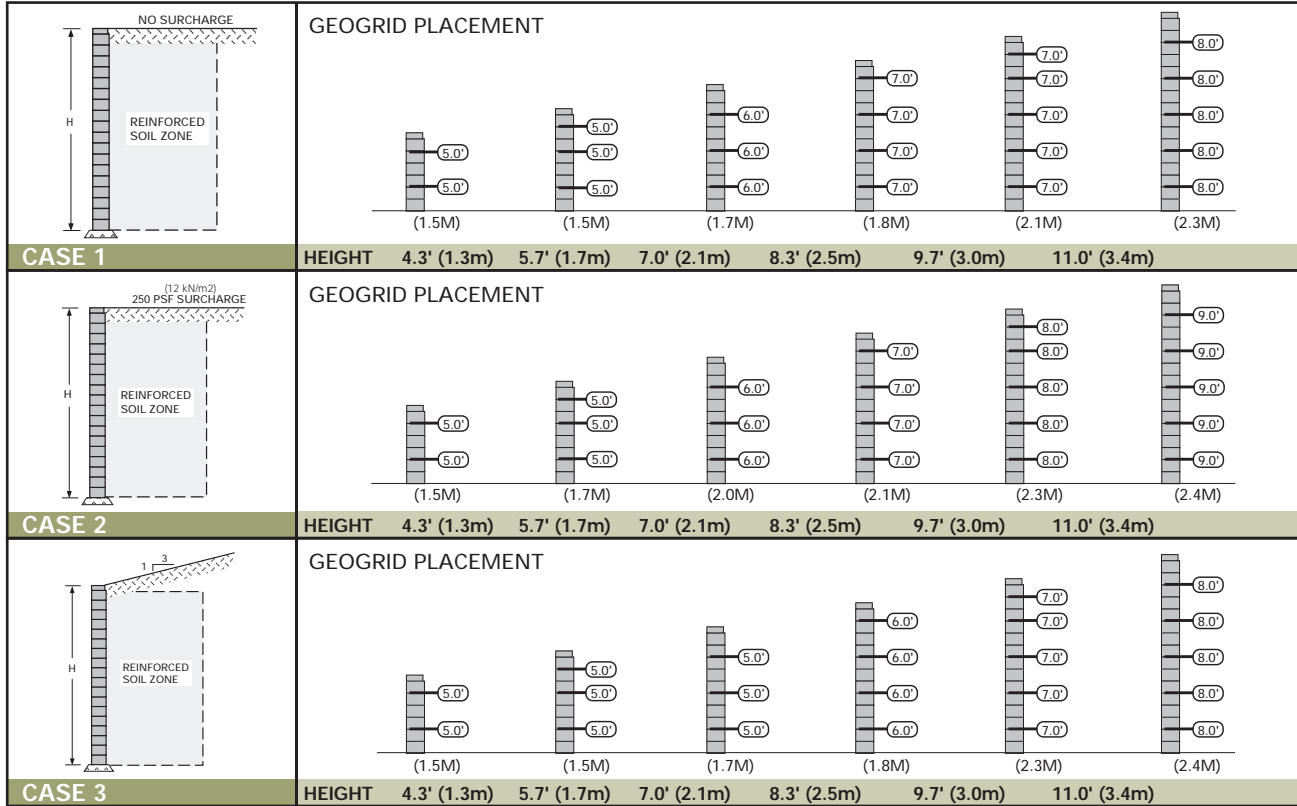 NO SURCHARGE
H
REINFORCED
SOIL ZONE
CASE 1
GEOGRID PLACEMENT
5.0'
5.0'
5.0'
5.0'
5.0'
6.0'
6.0'
6.0'
7.0'
7.0'
7.0'
7.0'
7.0'
7.0'
7.0'
7.0'
7.0'
8.0'
8.0'
8.0'
8.0'
8.0'
(1.5M) (1.5M) (1.7M) (1.8M) (2.1M) (2.3M)
HEIGHT 4.3' (1.3m) 5.7' (1.7m) 7.0' (2.1m) 8.3' (2.5m) 9.7' (3.0m) 11.0' (3.4m)
(12 kN/m2)
250 PSF SURCHARGE
H
REINFORCED
SOIL ZONE
CASE 2
GEOGRID PLACEMENT
5.0'
5.0'
5.0'
5.0'
5.0'
6.0'
6.0'
6.0'
7.0'
7.0'
7.0'
7.0'
8.0'
8.0'
8.0'
8.0'
8.0'
9.0'
9.0'
9.0'
9.0'
9.0'
(1.5M) (1.7M) (2.0M) (2.1M) (2.3M) (2.4M)
HEIGHT 4.3' (1.3m) 5.7' (1.7m) 7.0' (2.1m) 8.3' (2.5m) 9.7' (3.0m) 11.0' (3.4m)
3
1
H
REINFORCED
SOIL ZONE
CASE 3
GEOGRID PLACEMENT
5.0'
5.0'
5.0'
5.0'
5.0'
5.0'
5.0'
5.0'
6.0'
6.0'
6.0'
6.0'
7.0'
7.0'
7.0'
7.0'
7.0'
8.0'
8.0'
8.0'
8.0'
8.0'
(1.5M) (1.5M) (1.7M) (1.8M) (2.3M) (2.4M)
HEIGHT 4.3' (1.3m) 5.7' (1.7m) 7.0' (2.1m) 8.3' (2.5m) 9.7' (3.0m) 11.0' (3.4m)